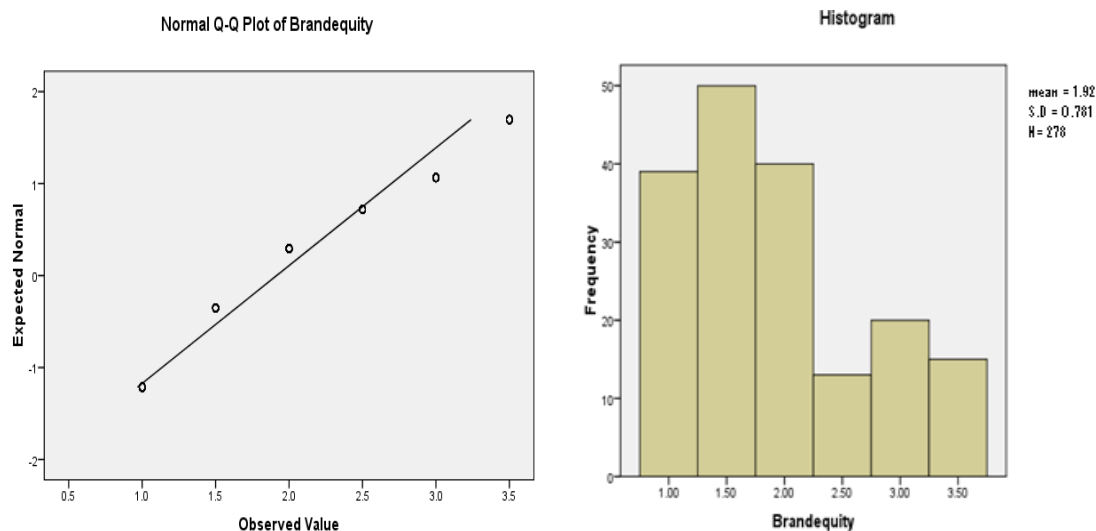 Normal Q-Q Plot of Brandequity
Expected Normal
2
1
0
-1
-2
0.5 1.0 1.5 2.0 2.5 3.0 3.5
Observed Value
Histogram
mean = 1.92
S.D = 0.781
N = 278
Frequency
50
40
30
20
10
0
1.00 1.50 2.00 2.50 3.00 3.50
Brandequity